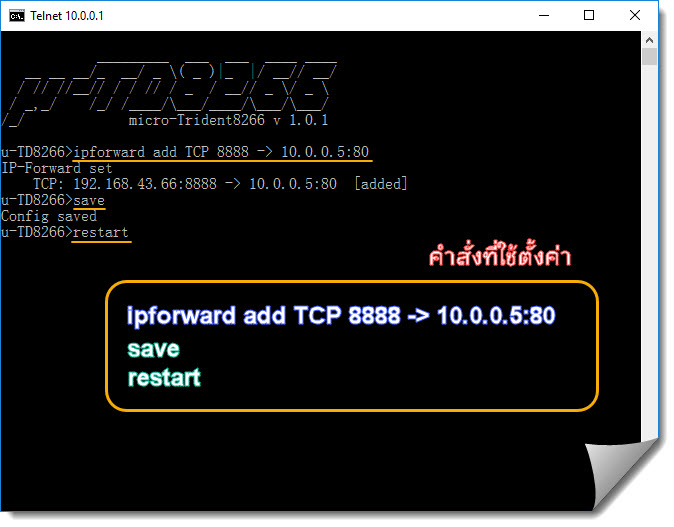 Telnet 10.0.0.1
μ-TD8266
micro-Trident8266 v 1.0.1
u-TD8266>ipforward add TCP 8888 -> 10.0.0.5:80
IP-Forward set
TCP: 192.168.43.66:8888 -> 10.0.0.5:80 [added]
u-TD8266>save
Config saved
u-TD8266>restart
คำสั่งที่ใช้ตั้งค่า
ipforward add TCP 8888 -> 10.0.0.5:80
save
restart